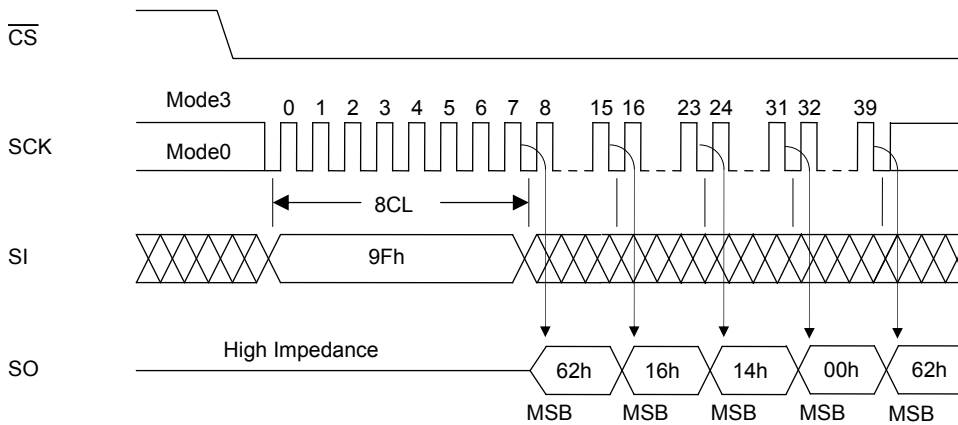 CS
Mode3
0 1 2 3 4 5 6 7 8 15 16 23 24 31 32 39
SCK
Mode0
8CL
SI
9Fh
High Impedance
SO
62h 16h 14h 00h 62h
MSB MSB MSB MSB MSB